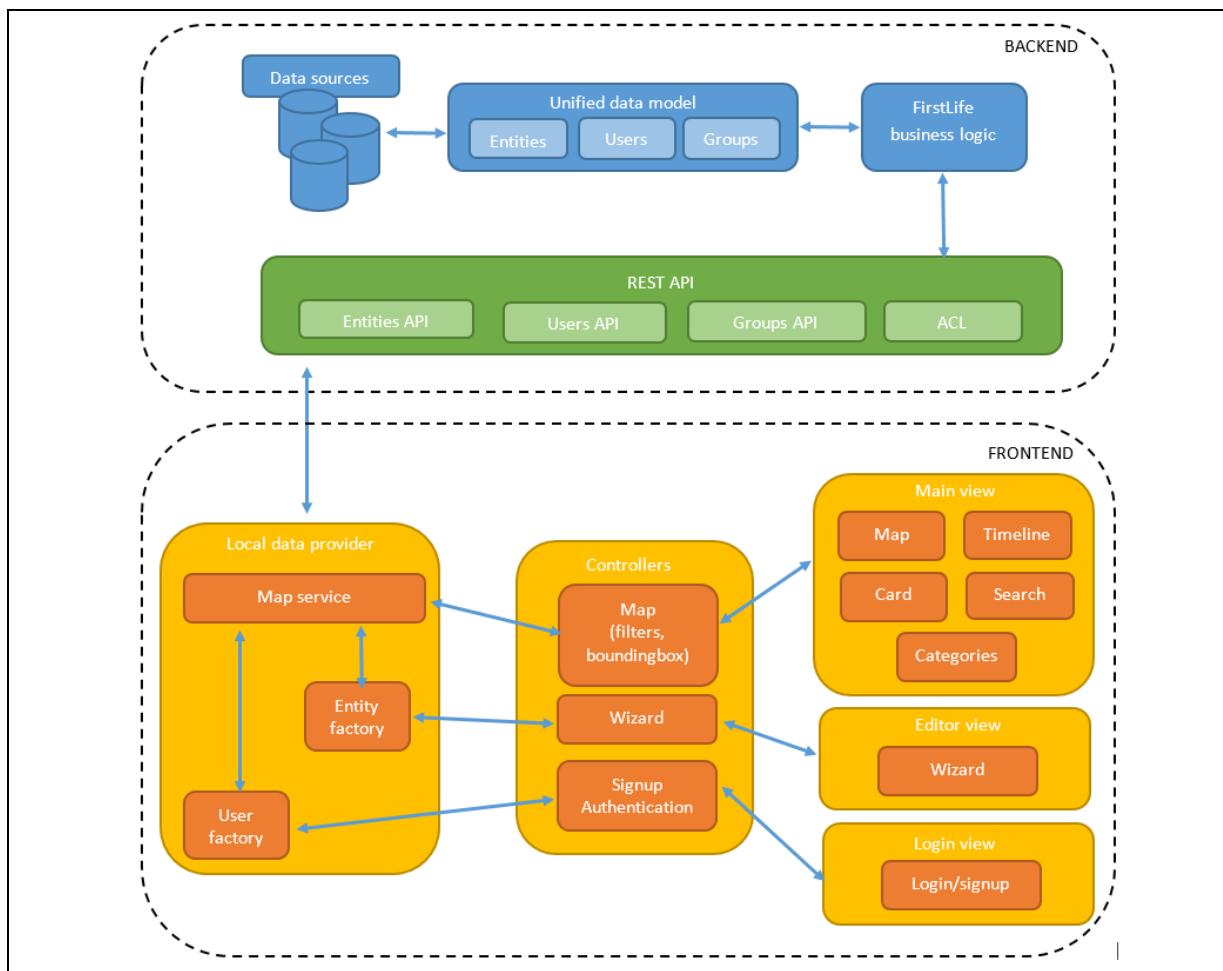 BACKEND
Data sources
Unified data model
Entities
Users
Groups
FirstLife
business logic
REST API
Entities API
Users API
Groups API
ACL
FRONTEND
Local data provider
Map service
Entity
factory
User
factory
Controllers
Map
(filters,
boundingbox)
Wizard
Signup
Authentication
Main view
Map
Timeline
Card
Search
Categories
Editor view
Wizard
Login view
Login/signup